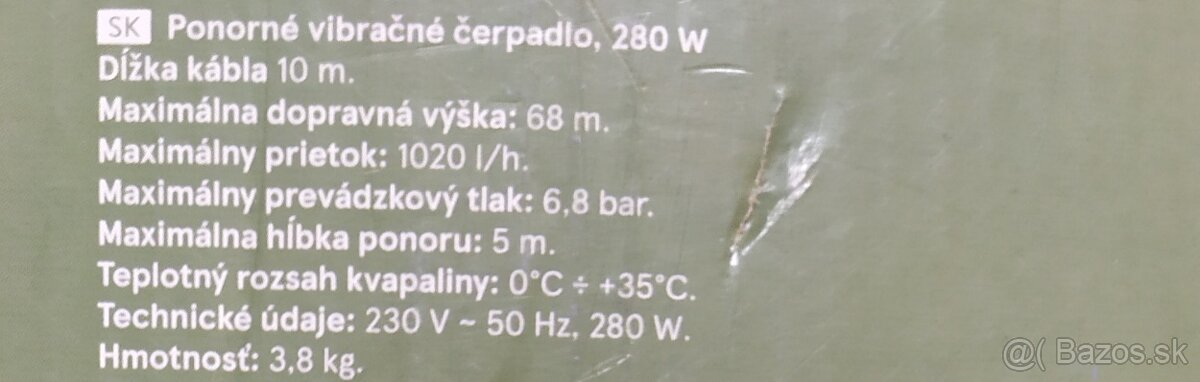 SK Ponorné vibračné čerpadlo, 280 W
Dĺžka kábla 10 m.
Maximálna dopravná výška: 68 m.
Maximálny prietok: 1020 l/h.
Maximálny prevádzkový tlak: 6,8 bar.
Maximálna hĺbka ponoru: 5 m.
Teplotný rozsah kvapaliny: 0°C ÷ +35°C.
Technické údaje: 230 V ~ 50 Hz, 280 W.
Hmotnosť: 3,8 kg.
@( Bazos.sk